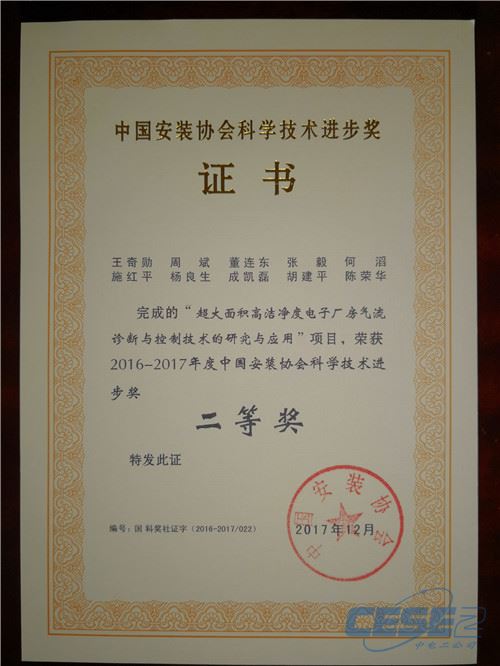 中国安装协会科学技术进步奖
证书
王奇勋 周斌 董连东 张毅 何滔
施红平 杨良生 成凯磊 胡建平 陈荣华
完成的“超大面积高洁净度电子厂房气流
诊断与控制技术的研究与应用”项目，荣获
2016-2017年度中国安装协会科学技术进
步奖
二等奖
特发此证
中国安装协会
编号：国科奖社证字（2016-2017/022）
2017年12月
CESE2
中电二公司